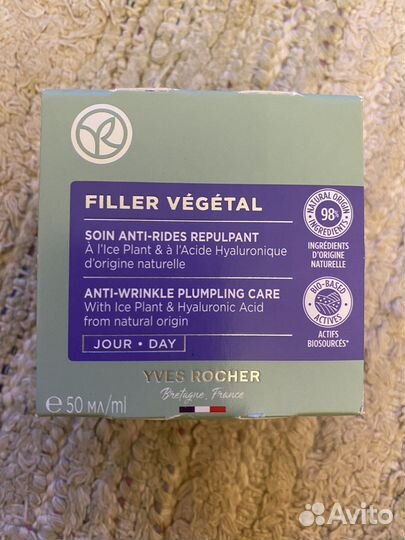 FILLER VÉGÉTAL
SOIN ANTI-RIDES REPULPANT
À l'Ice Plant & à l'Acide Hyaluronique
d'origine naturelle
ANTI-WRINKLE PLUMPLING CARE
With Ice Plant & Hyaluronic Acid
from natural origin
JOUR • DAY
NATURAL ORIGIN
98%
INGREDIENTS
INGRÉDIENTS
D'ORIGINE
NATURELLE
BIO-BASED
ACTIVES
ACTIFS
BIOSOURCÉS*
YVES ROCHER
Bretagne, France
e 50 мл/ml
Avito